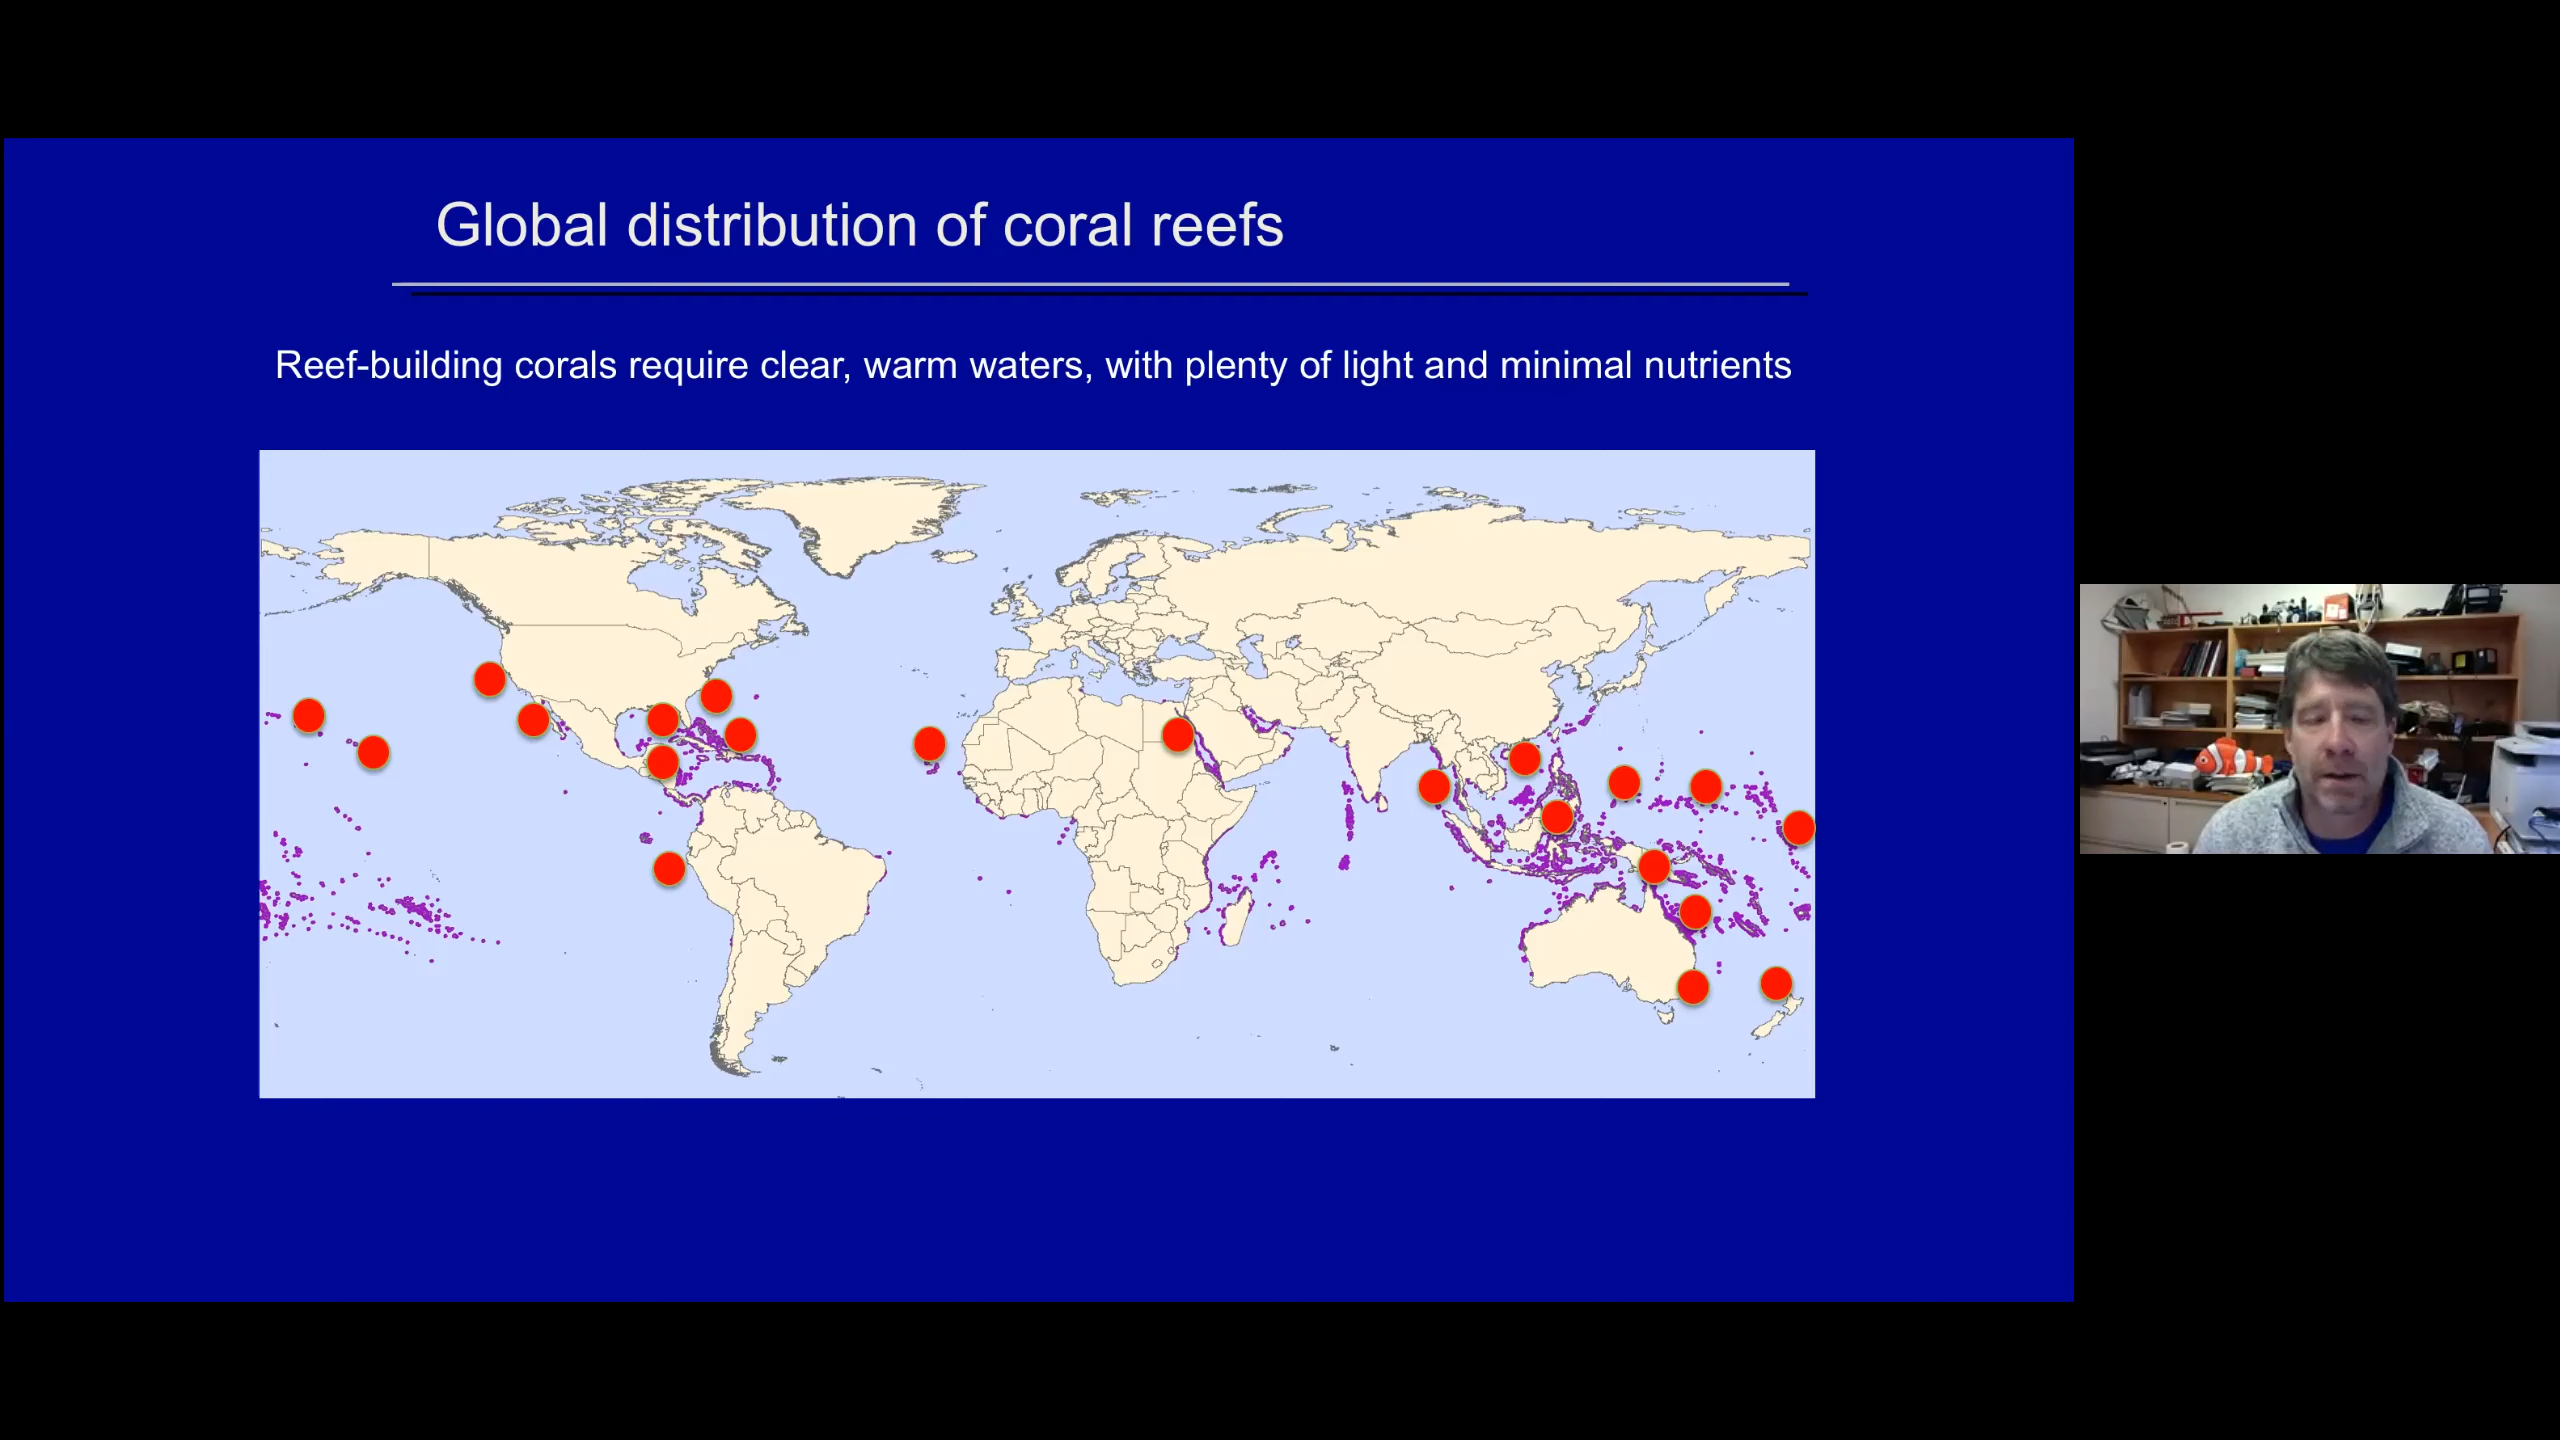 Global distribution of coral reefs
Reef-building corals require clear, warm waters, with plenty of light and minimal nutrients